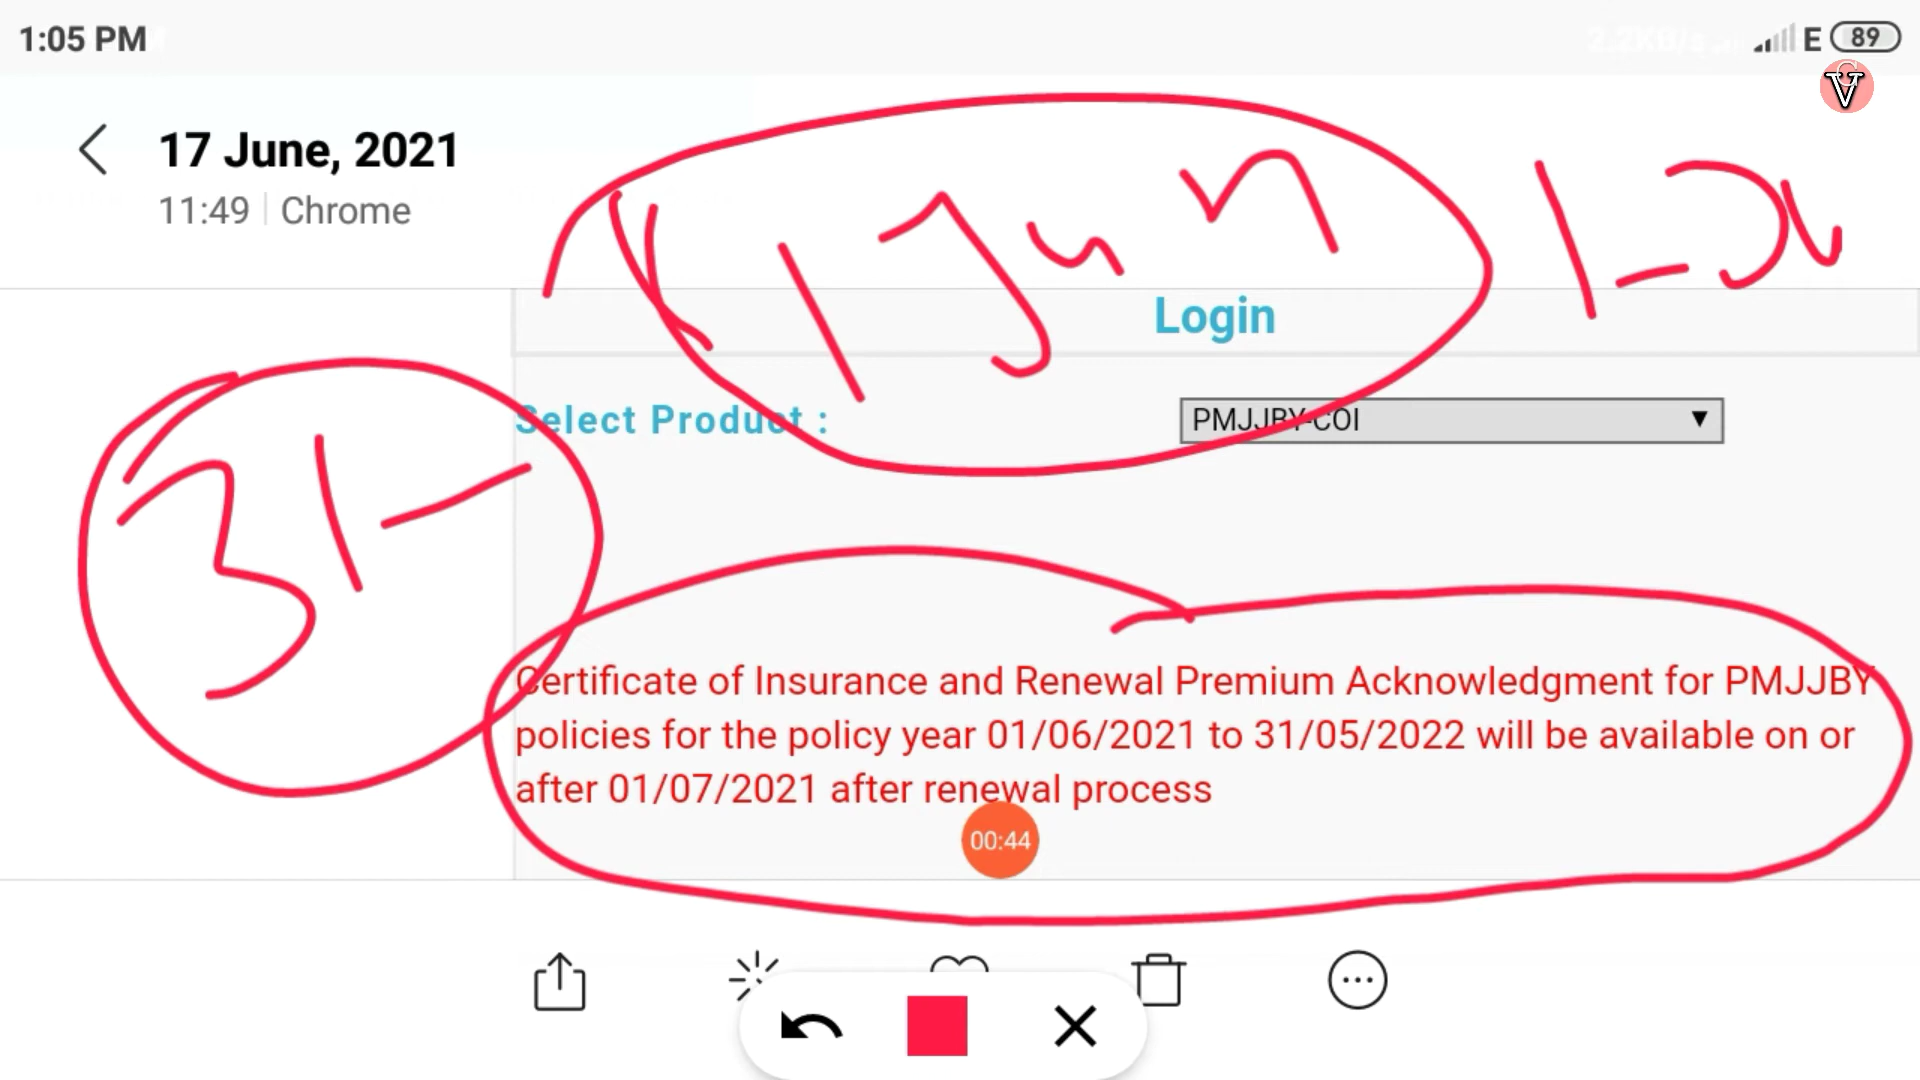 1:05 PM
E 89
17 June, 2021
11:49 | Chrome
1 Jun
Login
Select Product :
PMJJBY-COI
31-
Certificate of Insurance and Renewal Premium Acknowledgment for PMJJBY
policies for the policy year 01/06/2021 to 31/05/2022 will be available on or
after 01/07/2021 after renewal process
00:44